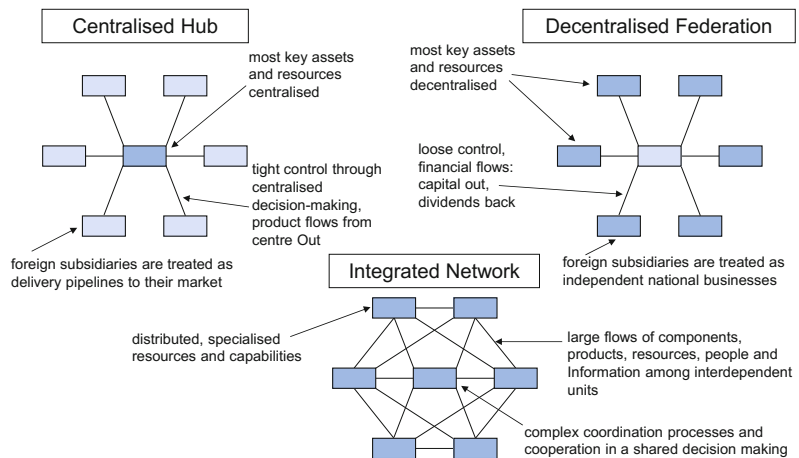 Centralised Hub
most key assets
and resources
centralised
tight control through
centralised
decision-making,
product flows from
centre Out
foreign subsidiaries are treated as
delivery pipelines to their market
Decentralised Federation
most key assets
and resources
decentralised
loose control,
financial flows:
capital out,
dividends back
foreign subsidiaries are treated as
independent national businesses
Integrated Network
distributed, specialised
resources and capabilities
large flows of components,
products, resources, people and
Information among interdependent
units
complex coordination processes and
cooperation in a shared decision making